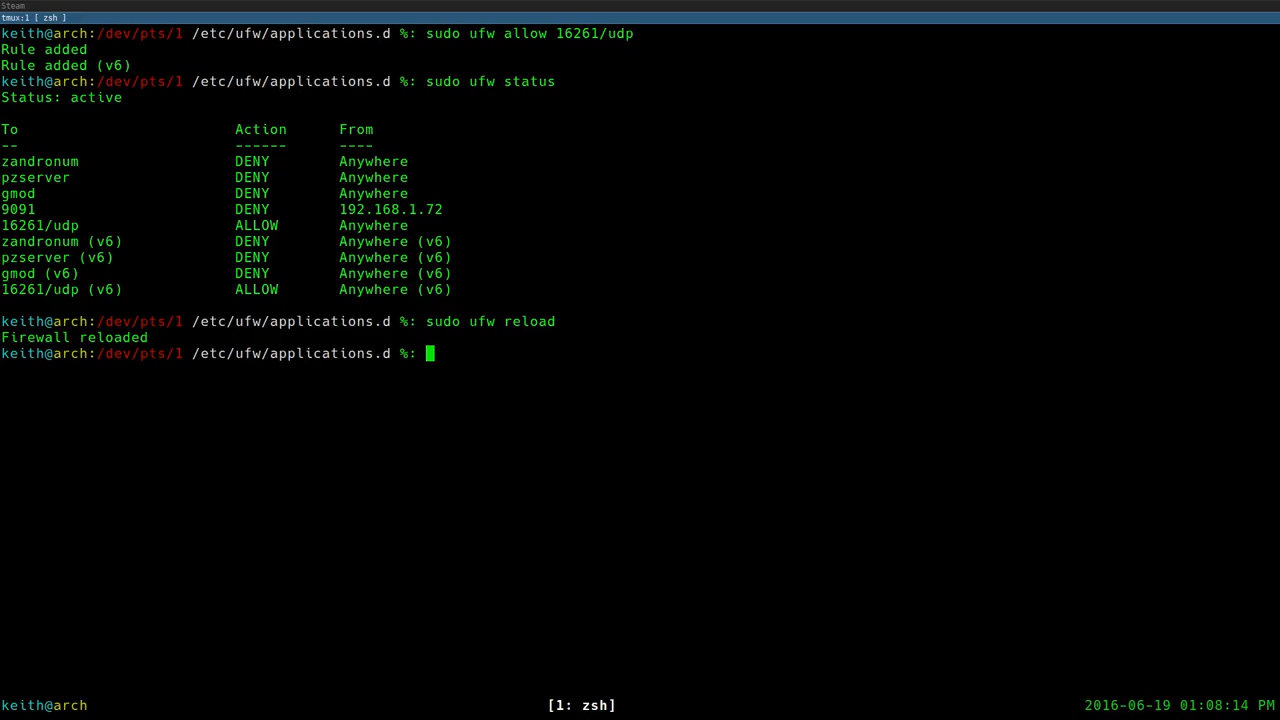 Steam
tmux:1 [ zsh ]
keith@arch:/dev/pts/1 /etc/ufw/applications.d %: sudo ufw allow 16261/udp
Rule added
Rule added (v6)
keith@arch:/dev/pts/1 /etc/ufw/applications.d %: sudo ufw status
Status: active
To                         Action      From
--                         ------      ----
zandronum                  DENY        Anywhere
pzserver                   DENY        Anywhere
gmod                       DENY        Anywhere
9091                       DENY        192.168.1.72
16261/udp                  ALLOW       Anywhere
zandronum (v6)             DENY        Anywhere (v6)
pzserver (v6)              DENY        Anywhere (v6)
gmod (v6)                  DENY        Anywhere (v6)
16261/udp (v6)             ALLOW       Anywhere (v6)
keith@arch:/dev/pts/1 /etc/ufw/applications.d %: sudo ufw reload
Firewall reloaded
keith@arch:/dev/pts/1 /etc/ufw/applications.d %:
keith@arch [1: zsh] 2016-06-19 01:08:14 PM